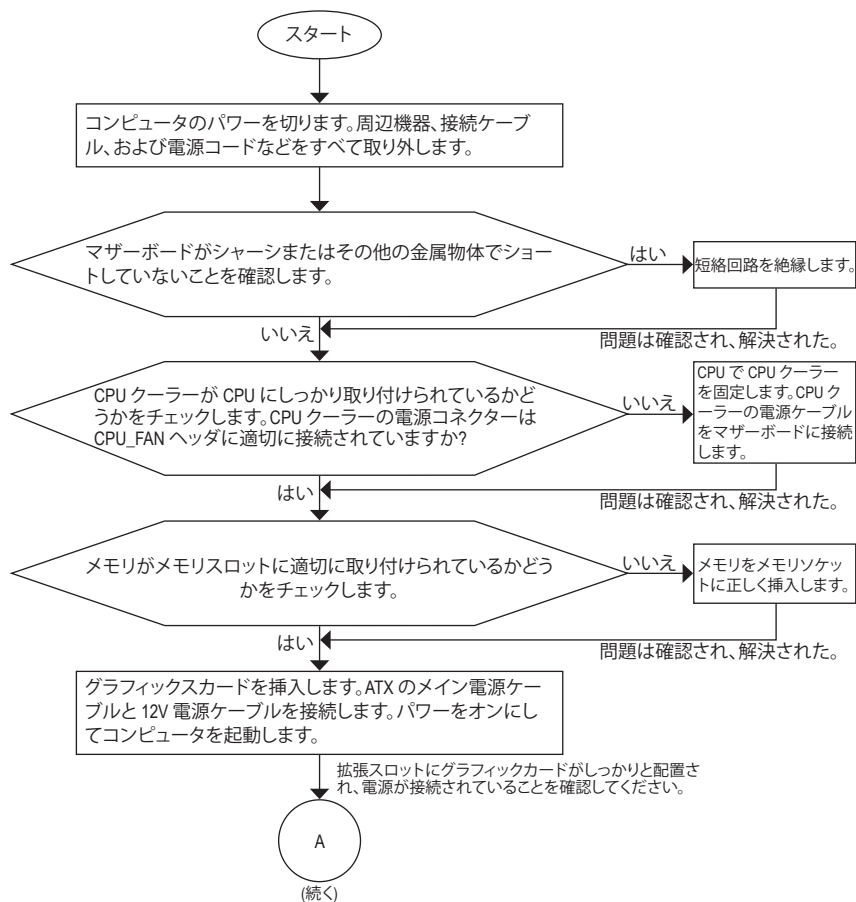 スタート
コンピュータのパワーを切ります。周辺機器、接続ケーブ
ル、および電源コードなどをすべて取り外します。
マザーボードがシャーシまたはその他の金属物体でショー
トしていないことを確認します。
はい
短絡回路を絶縁します。
いいえ
問題は確認され、解決された。
CPU クーラーが CPU にしっかり取り付けられているかど
うかをチェックします。CPU クーラーの電源コネクターは
CPU_FAN ヘッダに適切に接続されていますか?
いいえ
CPU で CPU クーラー
を固定します。CPU ク
ーラーの電源ケーブル
をマザーボードに接続
します。
はい
問題は確認され、解決された。
メモリがメモリスロットに適切に取り付けられているかどう
かをチェックします。
いいえ
メモリをメモリソケッ
トに正しく挿入します。
はい
問題は確認され、解決された。
グラフィックスカードを挿入します。ATX のメイン電源ケー
ブルと 12V 電源ケーブルを接続します。パワーをオンにし
てコンピュータを起動します。
拡張スロットにグラフィックカードがしっかりと配置さ
れ、電源が接続されていることを確認してください。
A
(続く)